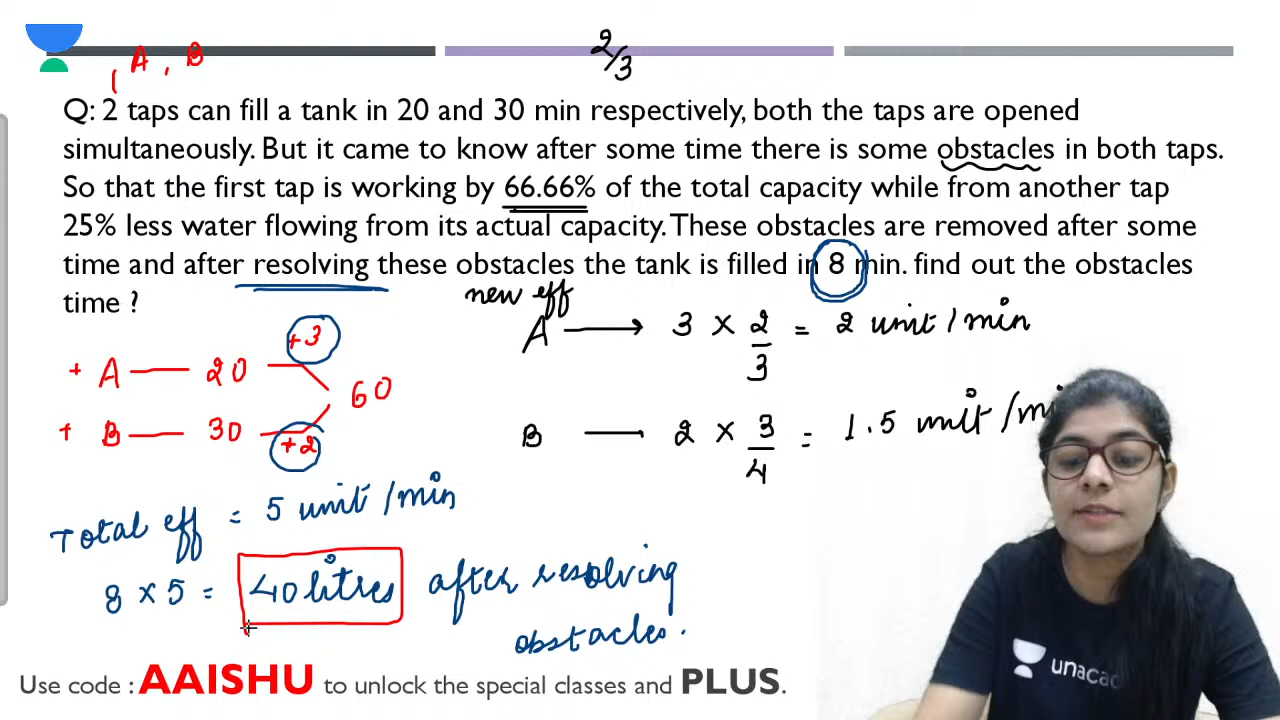 1 A , B
2/3
Q: 2 taps can fill a tank in 20 and 30 min respectively, both the taps are opened
simultaneously. But it came to know after some time there is some obstacles in both taps.
So that the first tap is working by 66.66% of the total capacity while from another tap
25% less water flowing from its actual capacity. These obstacles are removed after some
time and after resolving these obstacles the tank is filled in 8 min. find out the obstacles
time ?
new eff
A → 3 × 2/3 = 2 unit / min
+ A — 20 +3
60
+ B — 30 +2
B — 2 × 3/4 = 1.5 unit / mi
Total eff = 5 unit / min
8 × 5 = 40 litres after resolving
obstacles.
Use code : AAISHU to unlock the special classes and PLUS.
unaca